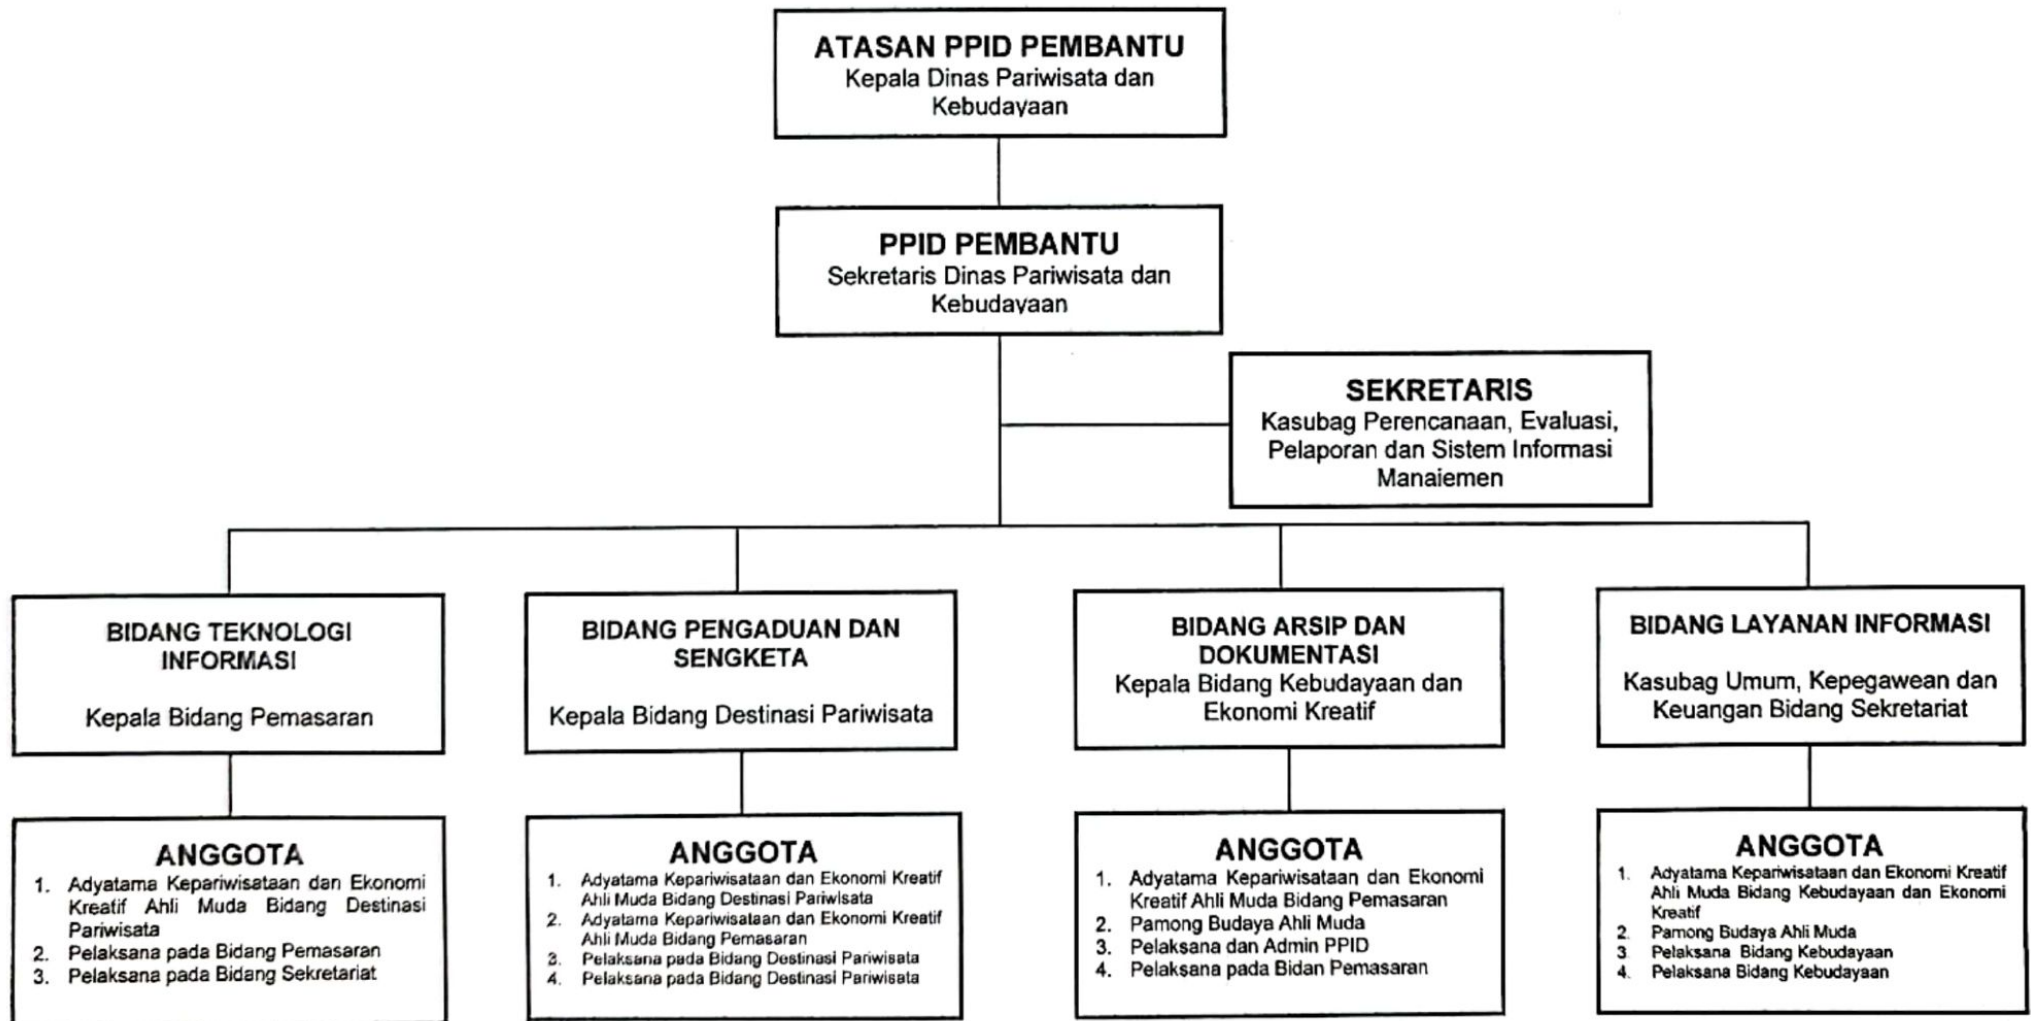 ATASAN PPID PEMBANTU
Kepala Dinas Pariwisata dan
Kebudayaan
PPID PEMBANTU
Sekretaris Dinas Pariwisata dan
Kebudayaan
SEKRETARIS
Kasubag Perencanaan, Evaluasi,
Pelaporan dan Sistem Informasi
Manaiemen
BIDANG TEKNOLOGI
INFORMASI
Kepala Bidang Pemasaran
BIDANG PENGADUAN DAN
SENGKETA
Kepala Bidang Destinasi Pariwisata
BIDANG ARSIP DAN
DOKUMENTASI
Kepala Bidang Kebudayaan dan
Ekonomi Kreatif
BIDANG LAYANAN INFORMASI
Kasubag Umum, Kepegawean dan
Keuangan Bidang Sekretariat
ANGGOTA
1. Adyatama Kepariwisataan dan Ekonomi
Kreatif Ahli Muda Bidang Destinasi
Pariwisata
2. Pelaksana pada Bidang Pemasaran
3. Pelaksana pada Bidang Sekretariat
ANGGOTA
1. Adyatama Kepariwisataan dan Ekonomi Kreatif
Ahli Muda Bidang Destinasi Pariwisata
2. Adyatama Kepariwisataan dan Ekonomi Kreatif
Ahli Muda Bidang Pemasaran
3. Pelaksana pada Bidang Destinasi Pariwisata
4. Pelaksana pada Bidang Destinasi Pariwisata
ANGGOTA
1. Adyatama Kepariwisataan dan Ekonomi
Kreatif Ahli Muda Bidang Pemasaran
2. Pamong Budaya Ahli Muda
3. Pelaksana dan Admin PPID
4. Pelaksana pada Bidan Pemasaran
ANGGOTA
1. Adyatama Kepariwisataan dan Ekonomi Kreatif
Ahli Muda Bidang Kebudayaan dan Ekonomi
Kreatif
2. Pamong Budaya Ahli Muda
3. Pelaksana Bidang Kebudayaan
4. Pelaksana Bidang Kebudayaan